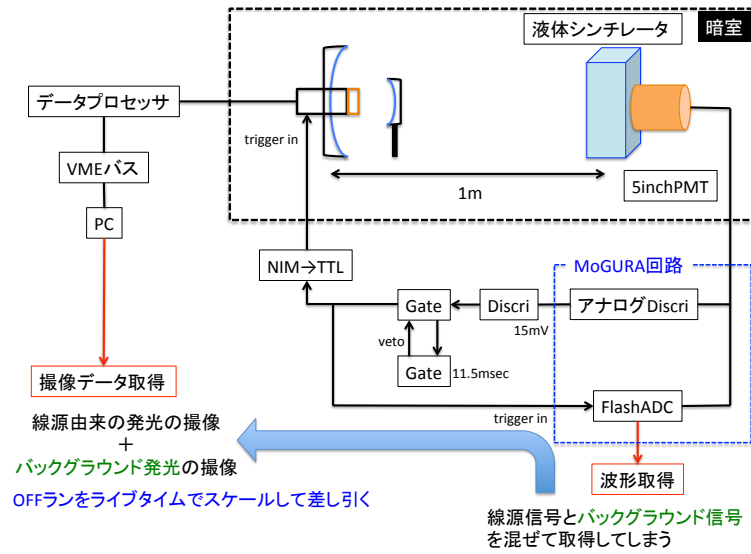 液体シンチレータ
暗室
データプロセッサ
trigger in
VMEバス
1m
5inchPMT
PC
NIM→TTL
MoGURA回路
Gate
Discri
アナログDiscri
15mV
veto
Gate
11.5msec
撮像データ取得
FlashADC
trigger in
線源由来の発光の撮像
+
バックグラウンド発光の撮像
OFFランをライブタイムでスケールして差し引く
波形取得
線源信号とバックグラウンド信号
を混ぜて取得してしまう